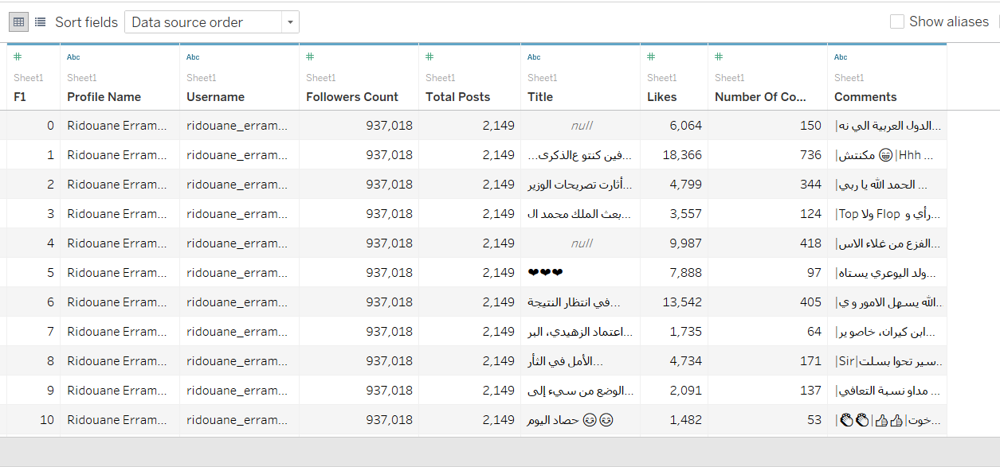 Sort fields Data source order Show aliases
# Abc Abc # # Abc # # Abc
Sheet1 Sheet1 Sheet1 Sheet1 Sheet1 Sheet1 Sheet1 Sheet1 Sheet1
F1 Profile Name Username Followers Count Total Posts Title Likes Number Of Co... Comments
0 Ridouane Erram... ridouane_erram... 937,018 2,149 null 6,064 150 |الدول العربية الي نه...
1 Ridouane Erram... ridouane_erram... 937,018 2,149 فين كنتو ع‍الذكرى... 18,366 736 |مكنتش 😁|Hhh ...
2 Ridouane Erram... ridouane_erram... 937,018 2,149 أثارت تصريحات الوزير... 4,799 344 |الحمد الله يا ربي ...
3 Ridouane Erram... ridouane_erram... 937,018 2,149 بعث الملك محمد ال... 3,557 124 |Top ولا Flop رأي و...
4 Ridouane Erram... ridouane_erram... 937,018 2,149 null 9,987 418 |الفزع من غلاء الاس...
5 Ridouane Erram... ridouane_erram... 937,018 2,149 ❤❤❤ 7,888 97 |ولد اليوعري يستاه...
6 Ridouane Erram... ridouane_erram... 937,018 2,149 في انتظار النتيجة... 13,542 405 |الله يسهل الامور و ي...
7 Ridouane Erram... ridouane_erram... 937,018 2,149 اعتماد الزهيدي، البر... 1,735 64 |ابن كيران، خاصو ير...
8 Ridouane Erram... ridouane_erram... 937,018 2,149 الأمل في الثأر... 4,734 171 |Sir|سير تحوا بسلت...
9 Ridouane Erram... ridouane_erram... 937,018 2,149 الوضع من سيء إلى... 2,091 137 |مداو نسبة التعافي ...
10 Ridouane Erram... ridouane_erram... 937,018 2,149 حصاد اليوم 😋😋 1,482 53 |👏👏|👍👍|خوت...